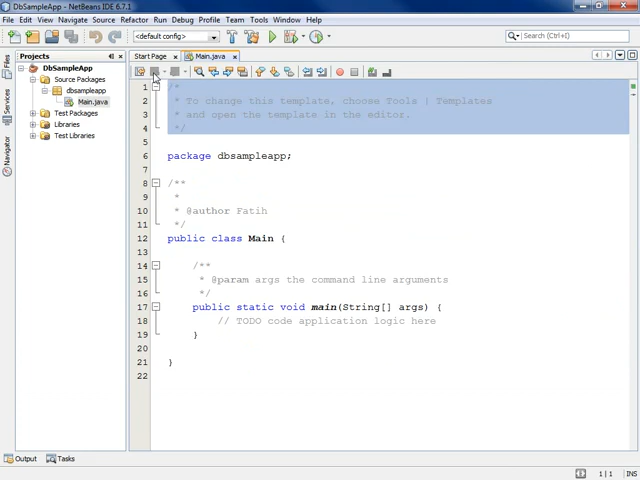 DbSampleApp - NetBeans IDE 6.7.1
File Edit View Navigate Source Refactor Run Debug Profile Team Tools Window Help
<default config>
Search (Ctrl+I)
Files
Services
Navigator
Projects
DbSampleApp
Source Packages
dbsampleapp
Main.java
Test Packages
Libraries
Test Libraries
Start Page Main.java
1 /*
2 * To change this template, choose Tools | Templates
3 * and open the template in the editor.
4 */
5
6 package dbsampleapp;
7
8 /**
9 *
10 * @author Fatih
11 */
12 public class Main {
13
14 /**
15 * @param args the command line arguments
16 */
17 public static void main(String[] args) {
18 // TODO code application logic here
19 }
20
21 }
22
Output Tasks
1 | 1 INS